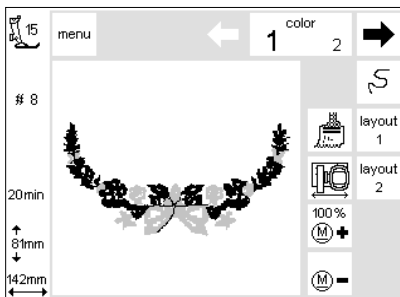 15
menu
color
1 2
# 8
layout
1
layout
2
20min
100%
M +
81mm
M -
142mm